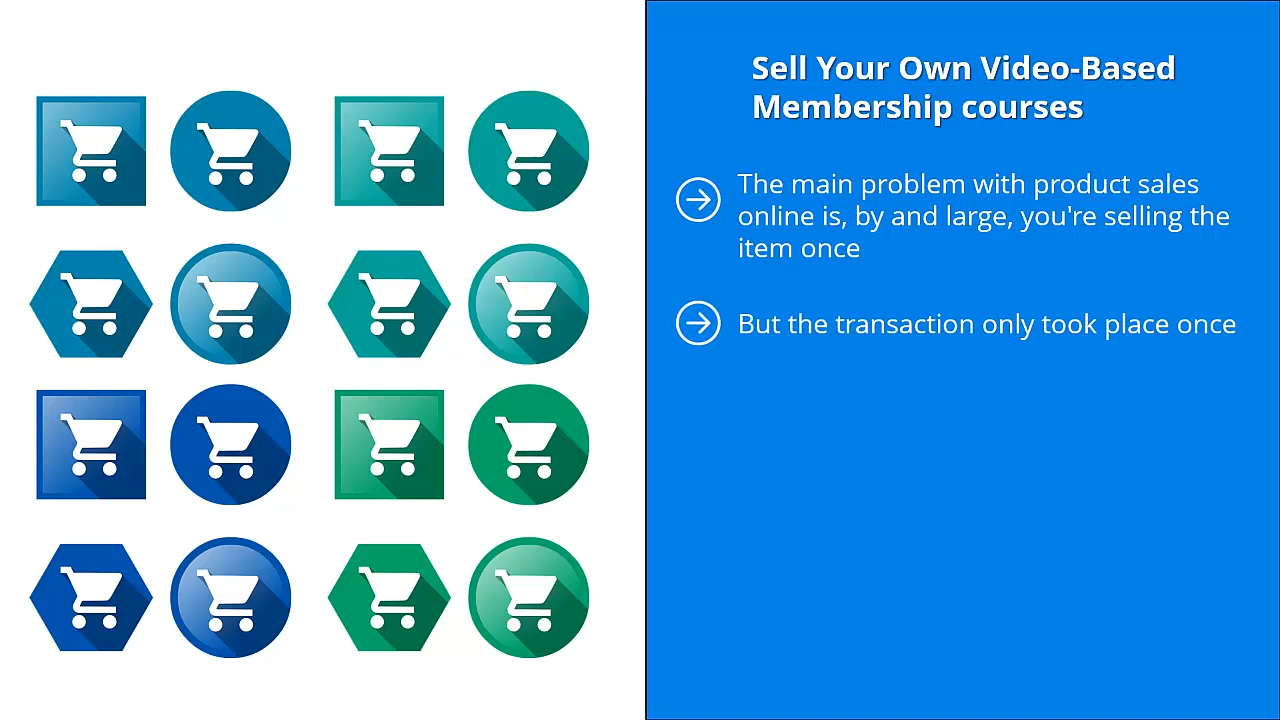 Sell Your Own Video-Based
Membership courses
The main problem with product sales
online is, by and large, you're selling the
item once
But the transaction only took place once